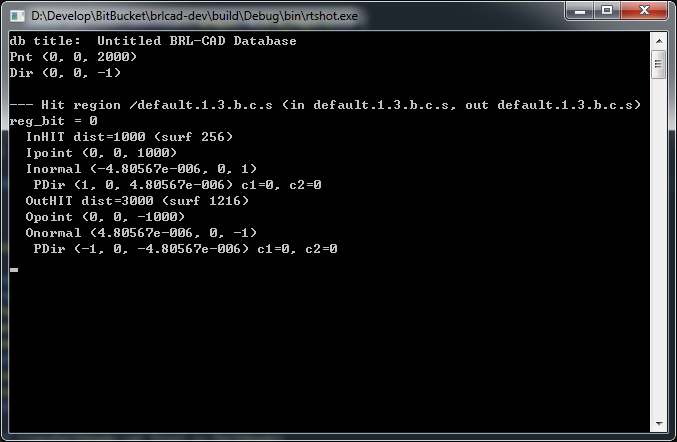 D:\Develop\BitBucket\brlcad-dev\build\Debug\bin\rtshot.exe
db title:  Untitled BRL-CAD Database
Pnt (0, 0, 2000)
Dir (0, 0, -1)
--- Hit region /default.1.3.b.c.s (in default.1.3.b.c.s, out default.1.3.b.c.s)
reg_bit = 0
  InHIT dist=1000 (surf 256)
  Ipoint (0, 0, 1000)
  Inormal (-4.80567e-006, 0, 1)
   PDir (1, 0, 4.80567e-006) c1=0, c2=0
  OutHIT dist=3000 (surf 1216)
  Opoint (0, 0, -1000)
  Onormal (4.80567e-006, 0, -1)
   PDir (-1, 0, -4.80567e-006) c1=0, c2=0